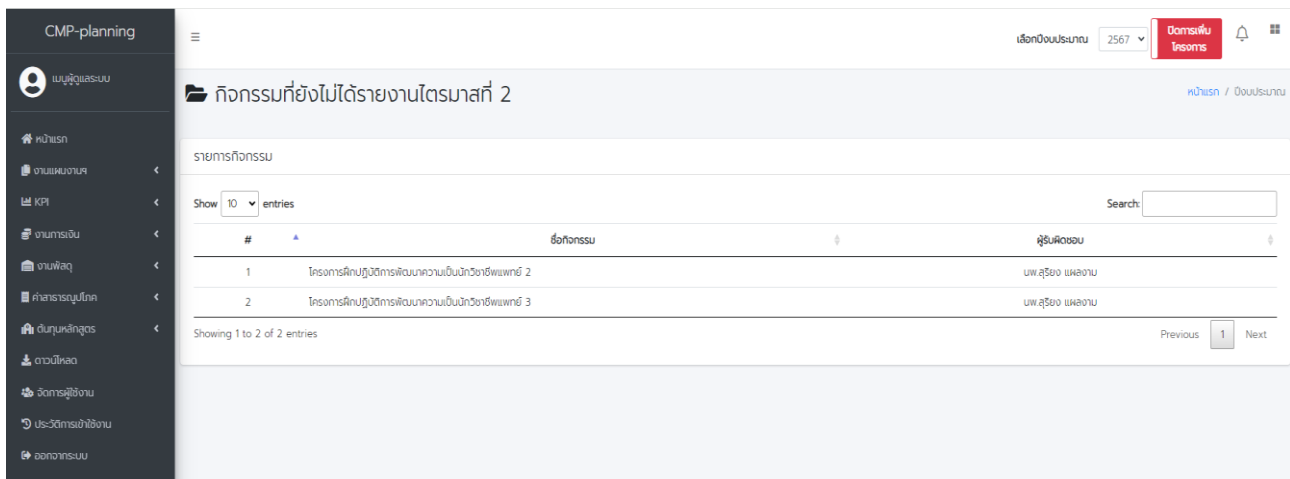 CMP-planning
เมนูผู้ดูแลระบบ
หน้าแรก
งานแผนงานฯ
KPI
งานการเงิน
งานพัสดุ
ค่าสาธารณูปโภค
ต้นทุนหลักสูตร
ดาวน์โหลด
จัดการผู้ใช้งาน
ประวัติการเข้าใช้งาน
ออกจากระบบ
เลือกปีงบประมาณ 2567
ปิดการเพิ่ม
โครงการ
กิจกรรมที่ยังไม่ได้รายงานไตรมาสที่ 2
หน้าแรก / ปีงบประมาณ
รายการกิจกรรม
Show 10 entries Search:
# ชื่อกิจกรรม ผู้รับผิดชอบ
1 โครงการฝึกปฏิบัติการพัฒนาความเป็นนักวิชาชีพแพทย์ 2 นพ.สุริยง แผลงาม
2 โครงการฝึกปฏิบัติการพัฒนาความเป็นนักวิชาชีพแพทย์ 3 นพ.สุริยง แผลงาม
Showing 1 to 2 of 2 entries Previous 1 Next